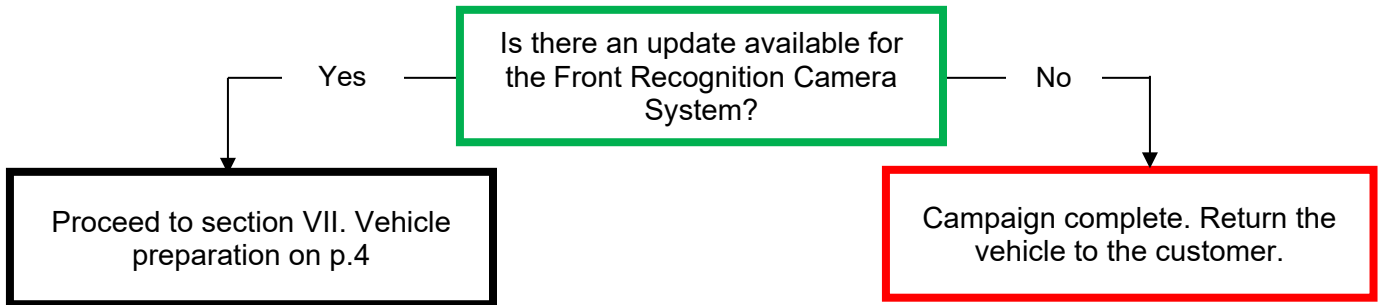 Is there an update available for
the Front Recognition Camera
System?
Yes
No
Proceed to section VII. Vehicle
preparation on p.4
Campaign complete. Return the
vehicle to the customer.